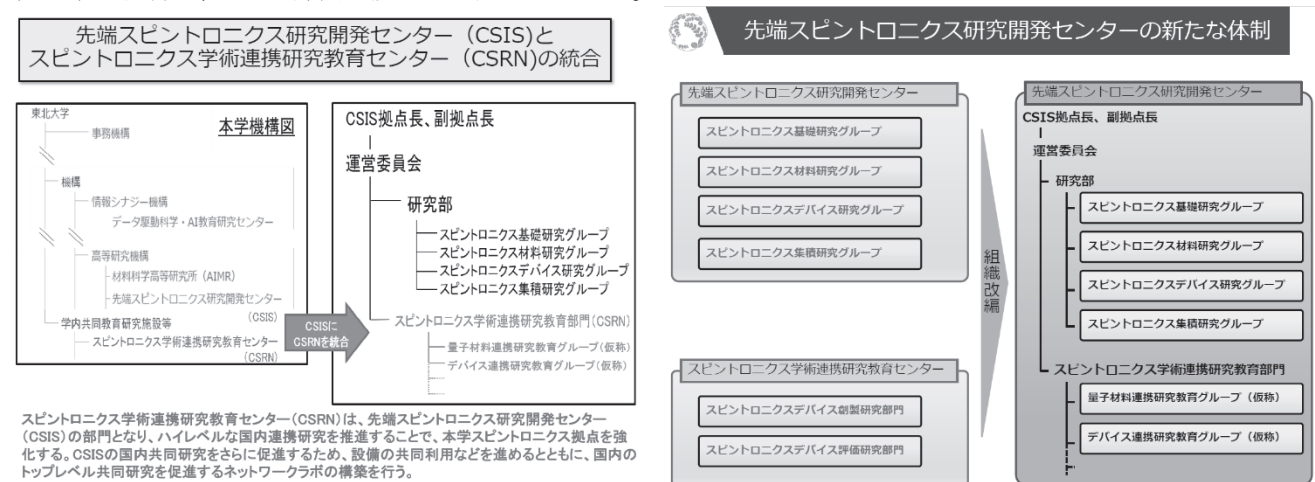 先端スピントロニクス研究開発センター（CSIS)と
スピントロニクス学術連携研究教育センター（CSRN)の統合
東北大学
本学機構図
事務機構
機構
情報シナジー機構
データ駆動科学・AI教育研究センター
高等研究機構
材料科学高等研究所（AIMR）
先端スピントロニクス研究開発センター
(CSIS)
学内共同教育研究施設等
スピントロニクス学術連携研究教育センター
(CSRN)
CSISに
CSRNを統合
CSIS拠点長、副拠点長
運営委員会
研究部
スピントロニクス基礎研究グループ
スピントロニクス材料研究グループ
スピントロニクスデバイス研究グループ
スピントロニクス集積研究グループ
スピントロニクス学術連携研究教育部門(CSRN)
量子材料連携研究教育グループ(仮称)
デバイス連携研究教育グループ(仮称)
スピントロニクス学術連携研究教育センター(CSRN)は、先端スピントロニクス研究開発センター
(CSIS)の部門となり、ハイレベルな国内連携研究を推進することで、本学スピントロニクス拠点を強
化する。CSISの国内共同研究をさらに促進するため、設備の共同利用などを進めるとともに、国内の
トップレベル共同研究を促進するネットワークラボの構築を行う。
先端スピントロニクス研究開発センターの新たな体制
先端スピントロニクス研究開発センター
スピントロニクス基礎研究グループ
スピントロニクス材料研究グループ
スピントロニクスデバイス研究グループ
スピントロニクス集積研究グループ
スピントロニクス学術連携研究教育センター
スピントロニクスデバイス創製研究部門
スピントロニクスデバイス評価研究部門
組織改編
先端スピントロニクス研究開発センター
CSIS拠点長、副拠点長
運営委員会
研究部
スピントロニクス基礎研究グループ
スピントロニクス材料研究グループ
スピントロニクスデバイス研究グループ
スピントロニクス集積研究グループ
スピントロニクス学術連携研究教育部門
量子材料連携研究教育グループ（仮称）
デバイス連携研究教育グループ（仮称）